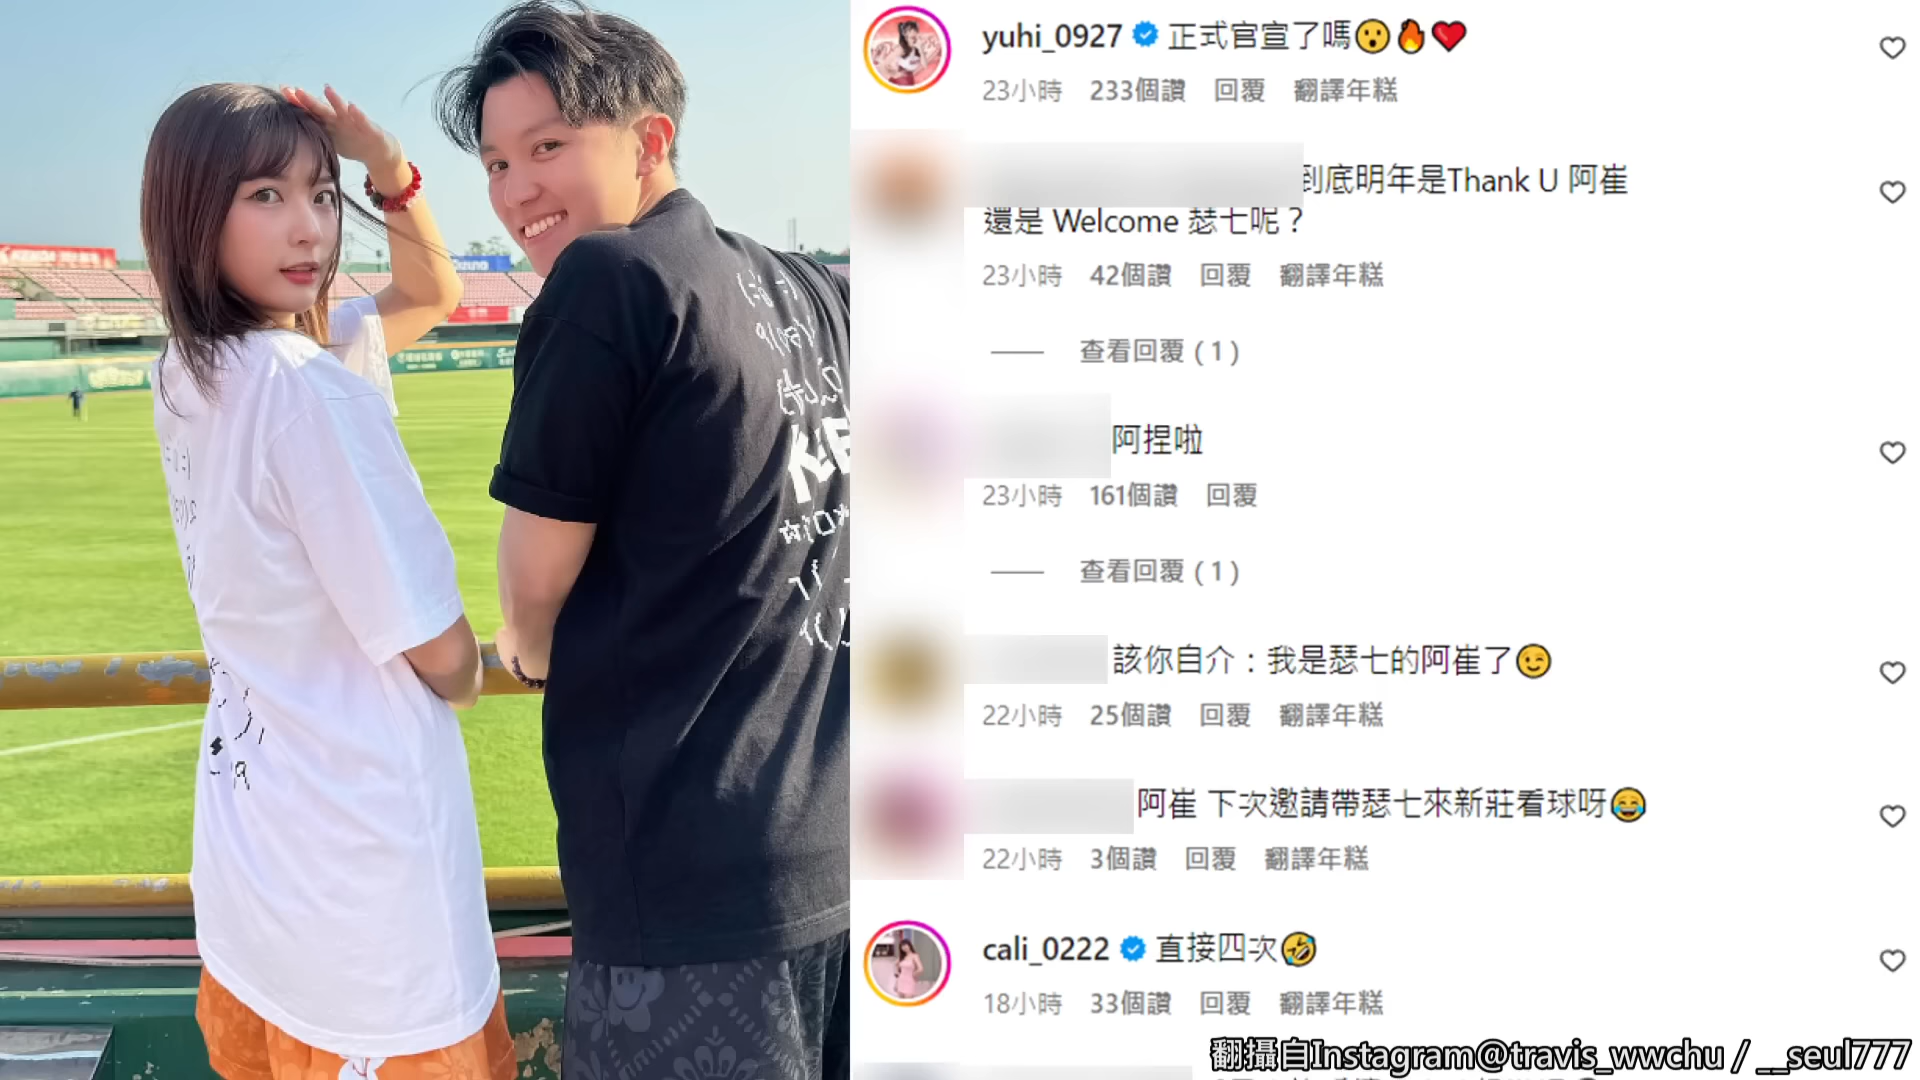 yuhi_0927 正式官宣了嗎😮🔥❤️
23小時 233個讚 回覆 翻譯年糕
到底明年是Thank U 阿崔
還是 Welcome 瑟七呢？
23小時 42個讚 回覆 翻譯年糕
查看回覆 ( 1 )
阿捏啦
23小時 161個讚 回覆
查看回覆 ( 1 )
該你自介：我是瑟七的阿崔了😉
22小時 25個讚 回覆 翻譯年糕
阿崔 下次邀請帶瑟七來新莊看球呀😂
22小時 3個讚 回覆 翻譯年糕
cali_0222 直接四次🤣
18小時 33個讚 回覆 翻譯年糕
翻攝自Instagram@travis_wwchu / __seul777